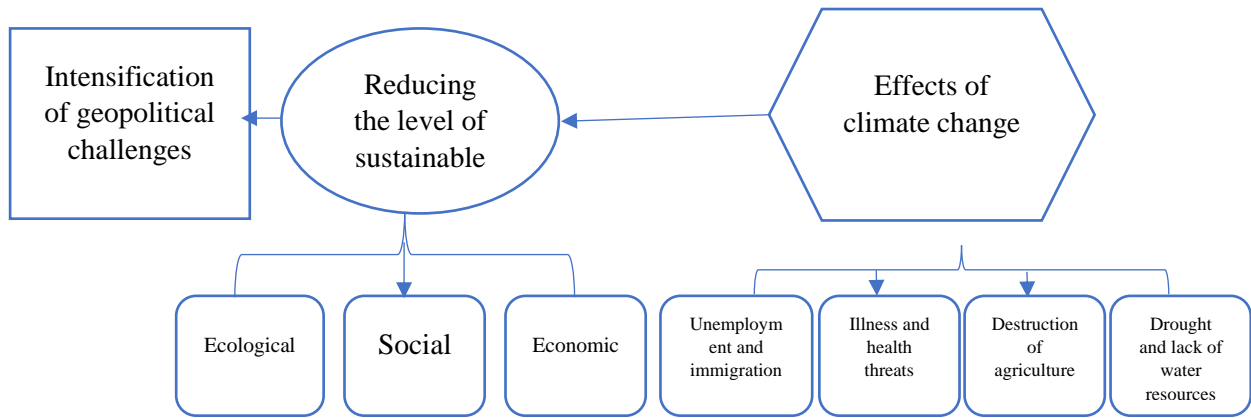 Intensification
of geopolitical
challenges
Reducing
the level of
sustainable
Effects of
climate change
Ecological
Social
Economic
Unemploym
ent and
immigration
Illness and
health
threats
Destruction
of
agriculture
Drought
and lack of
water
resources